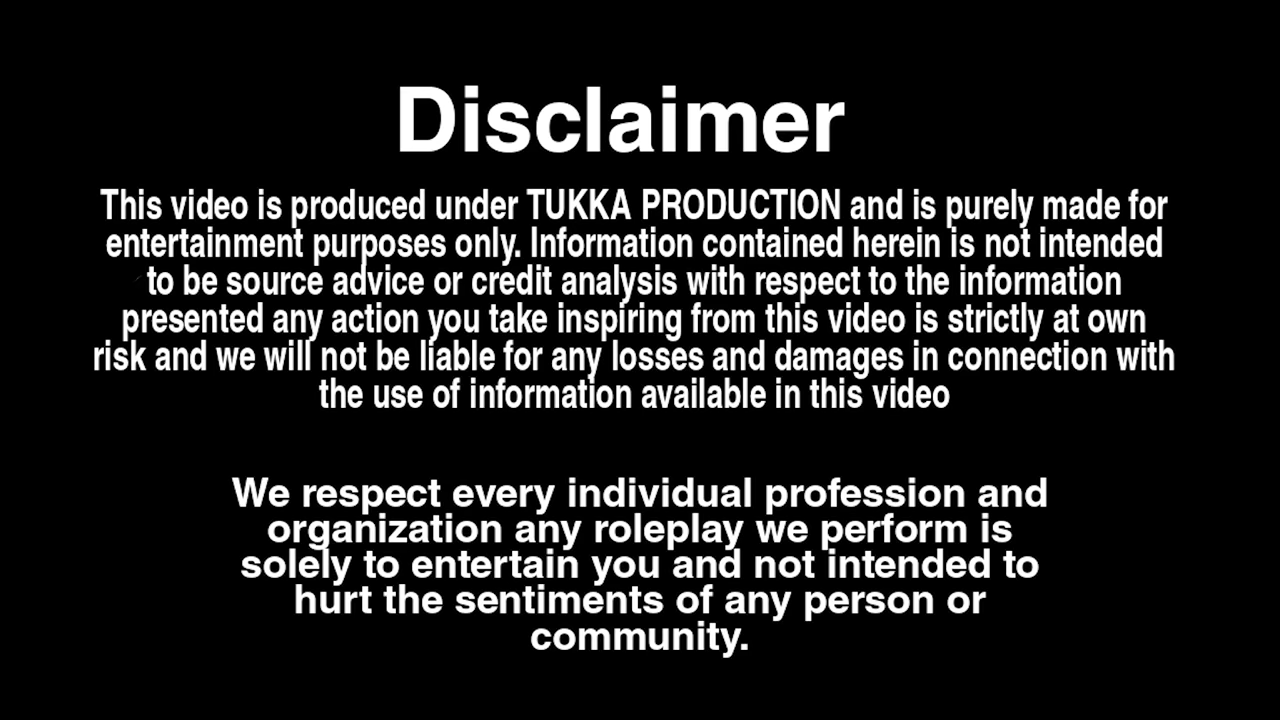 Disclaimer
This video is produced under TUKKA PRODUCTION and is purely made for
entertainment purposes only. Information contained herein is not intended
to be source advice or credit analysis with respect to the information
presented any action you take inspiring from this video is strictly at own
risk and we will not be liable for any losses and damages in connection with
the use of information available in this video
We respect every individual profession and
organization any roleplay we perform is
solely to entertain you and not intended to
hurt the sentiments of any person or
community.